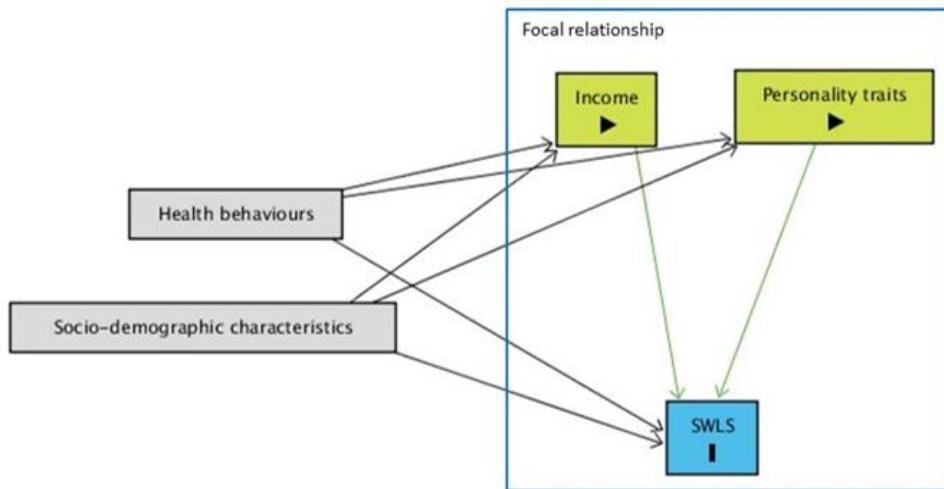 Focal relationship
Income
Personality traits
Health behaviours
Socio-demographic characteristics
SWLS